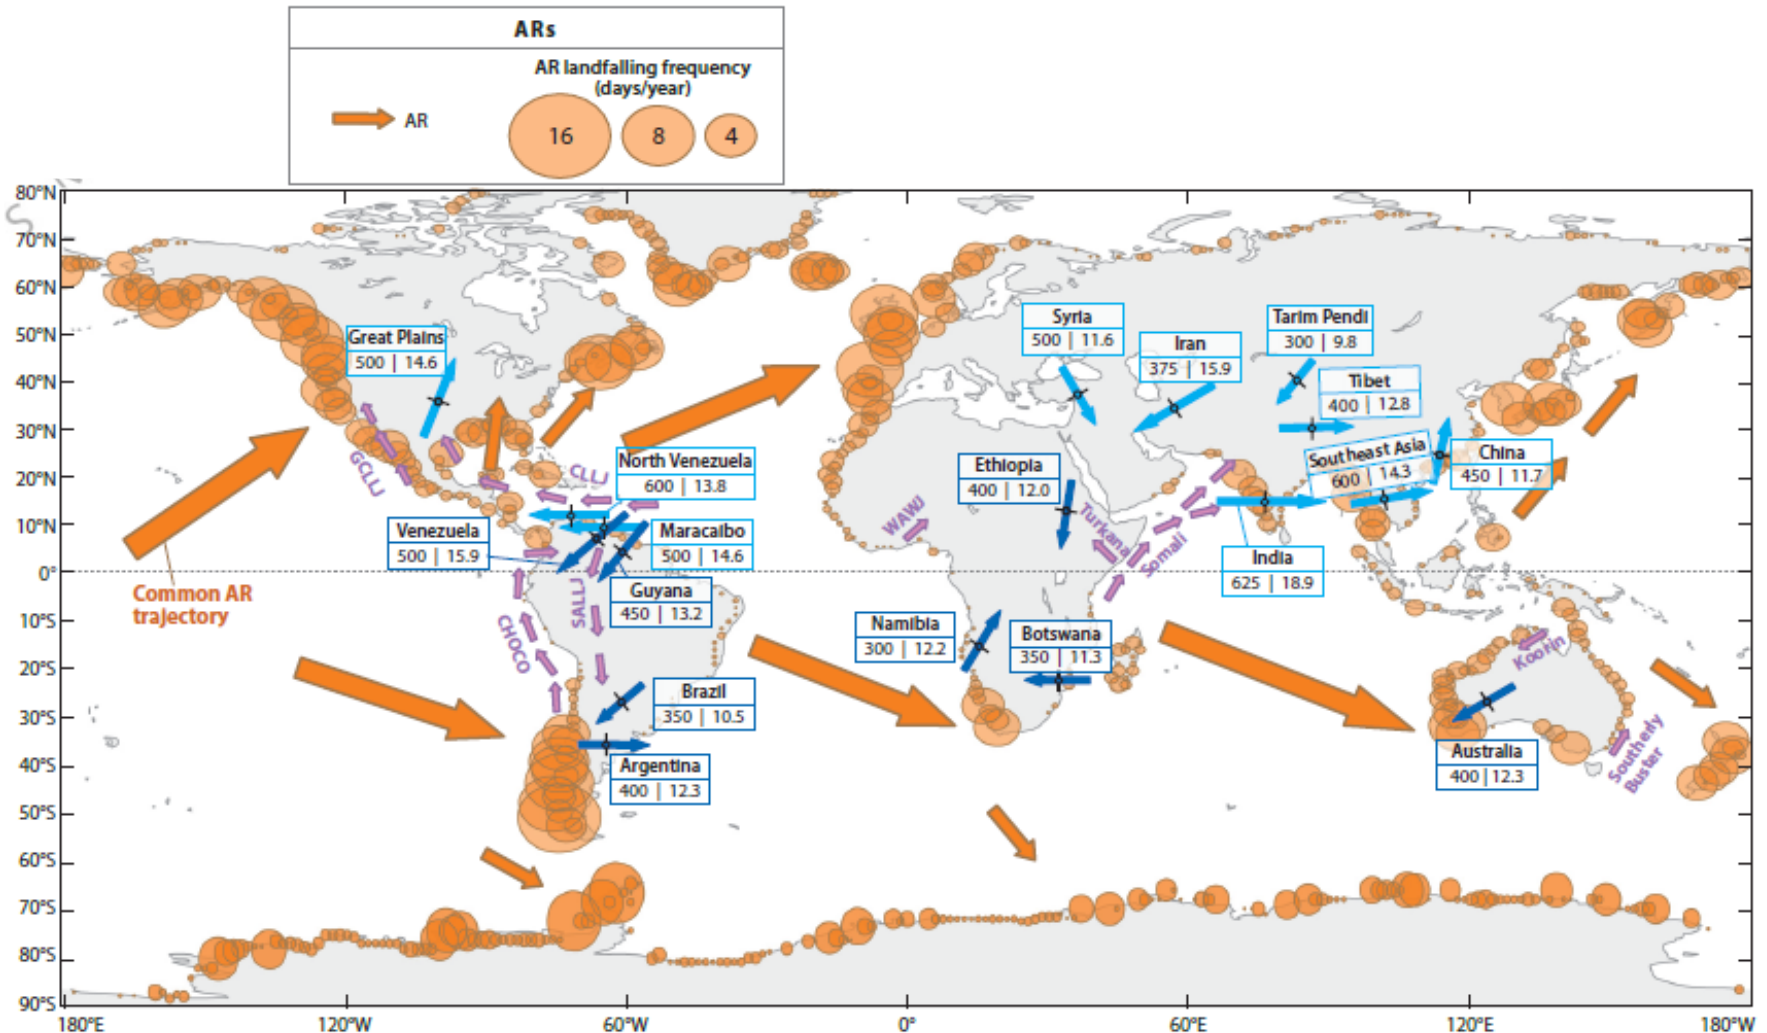 ARs
AR landfalling frequency
(days/year)
AR
16
8
4
80°N
70°N
60°N
50°N
40°N
30°N
20°N
10°N
0°
10°S
20°S
30°S
40°S
50°S
60°S
70°S
80°S
90°S
Great Plains
500 | 14.6
Syria
500 | 11.6
Iran
375 | 15.9
Tarim Pendi
300 | 9.8
Tibet
400 | 12.8
Southeast Asia
600 | 14.3
China
450 | 11.7
GCLLJ
CLLJ
North Venezuela
600 | 13.8
Ethiopia
400 | 12.0
WAWJ
Turkana
Somali
Venezuela
500 | 15.9
Maracaibo
500 | 14.6
India
625 | 18.9
Common AR
trajectory
CHOCO
SALLJ
Guyana
450 | 13.2
Namibia
300 | 12.2
Botswana
350 | 11.3
Koorin
Brazil
350 | 10.5
Argentina
400 | 12.3
Australia
400 | 12.3
Southerly
Buster
180°E
120°W
60°W
0°
60°E
120°E
180°W